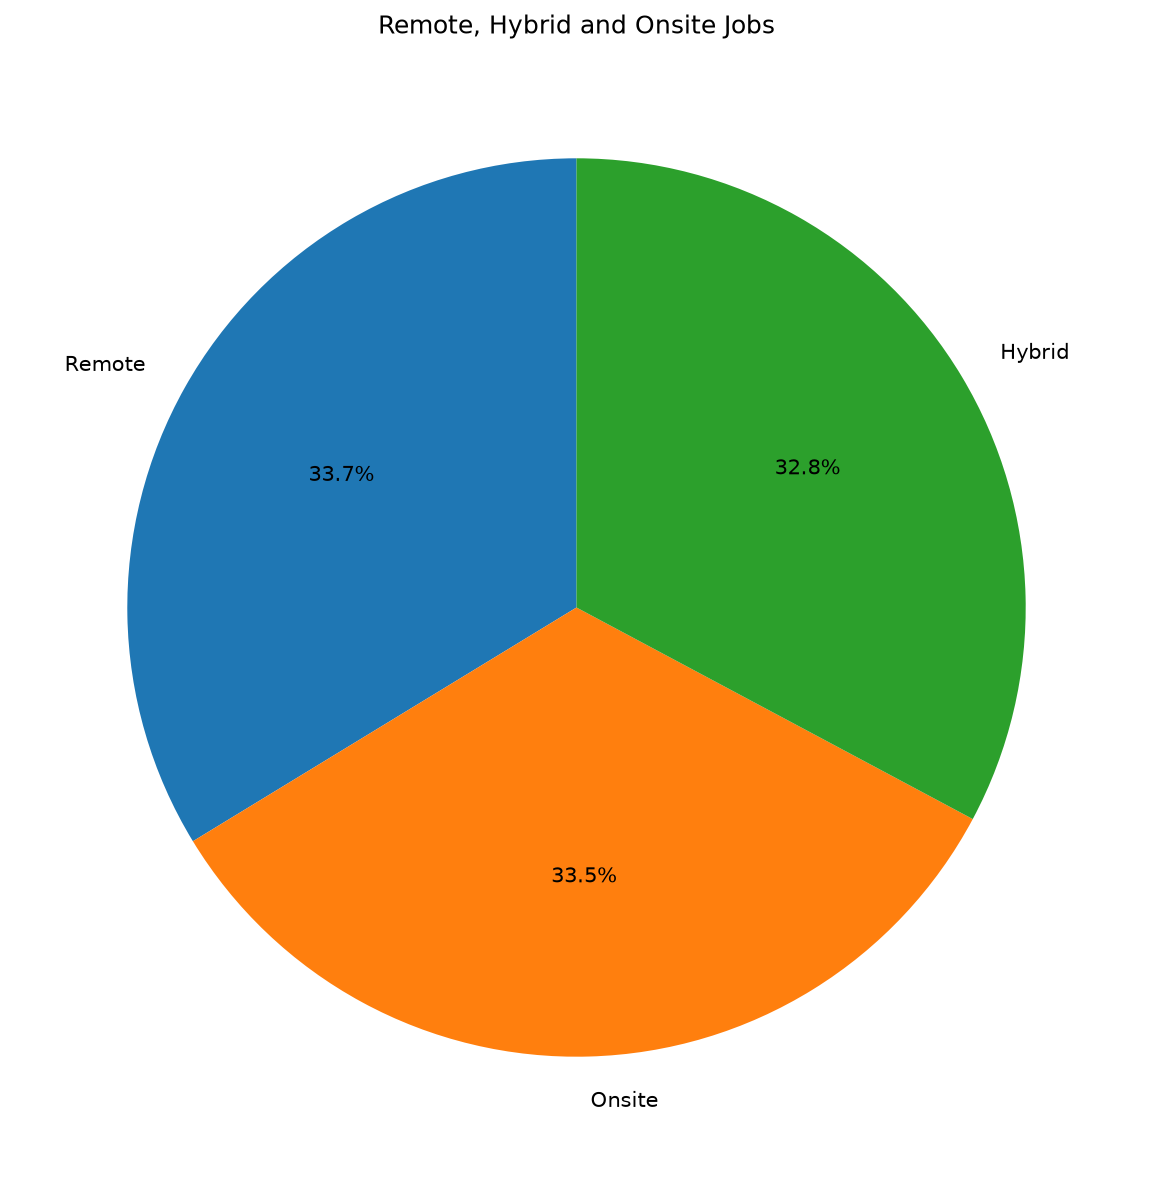 Remote, Hybrid and Onsite Jobs
Hybrid
Remote
32.8%
33.7%
33.5%
Onsite